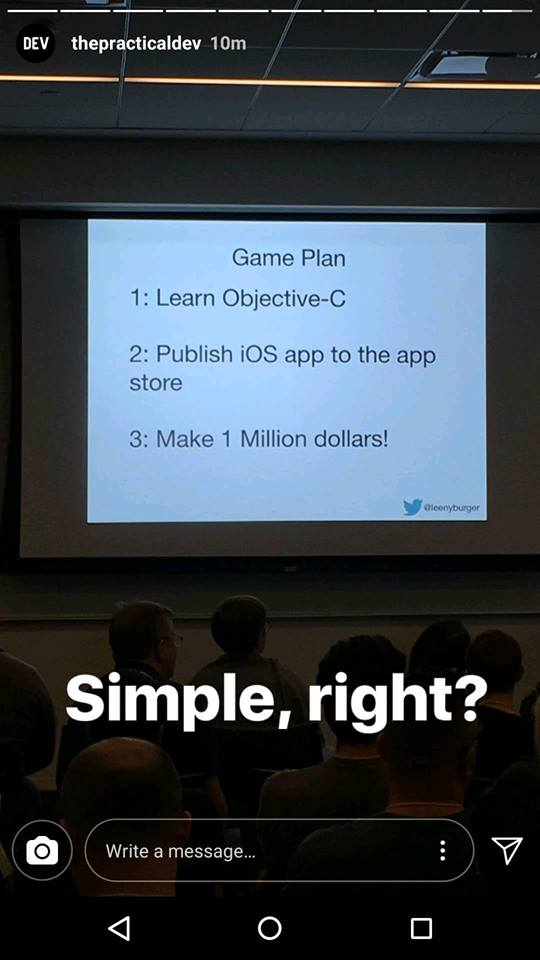 DEV thepracticaldev 10m
Game Plan
1: Learn Objective-C
2: Publish iOS app to the app
store
3: Make 1 Million dollars!
@leenyburger
Simple, right?
Write a message...